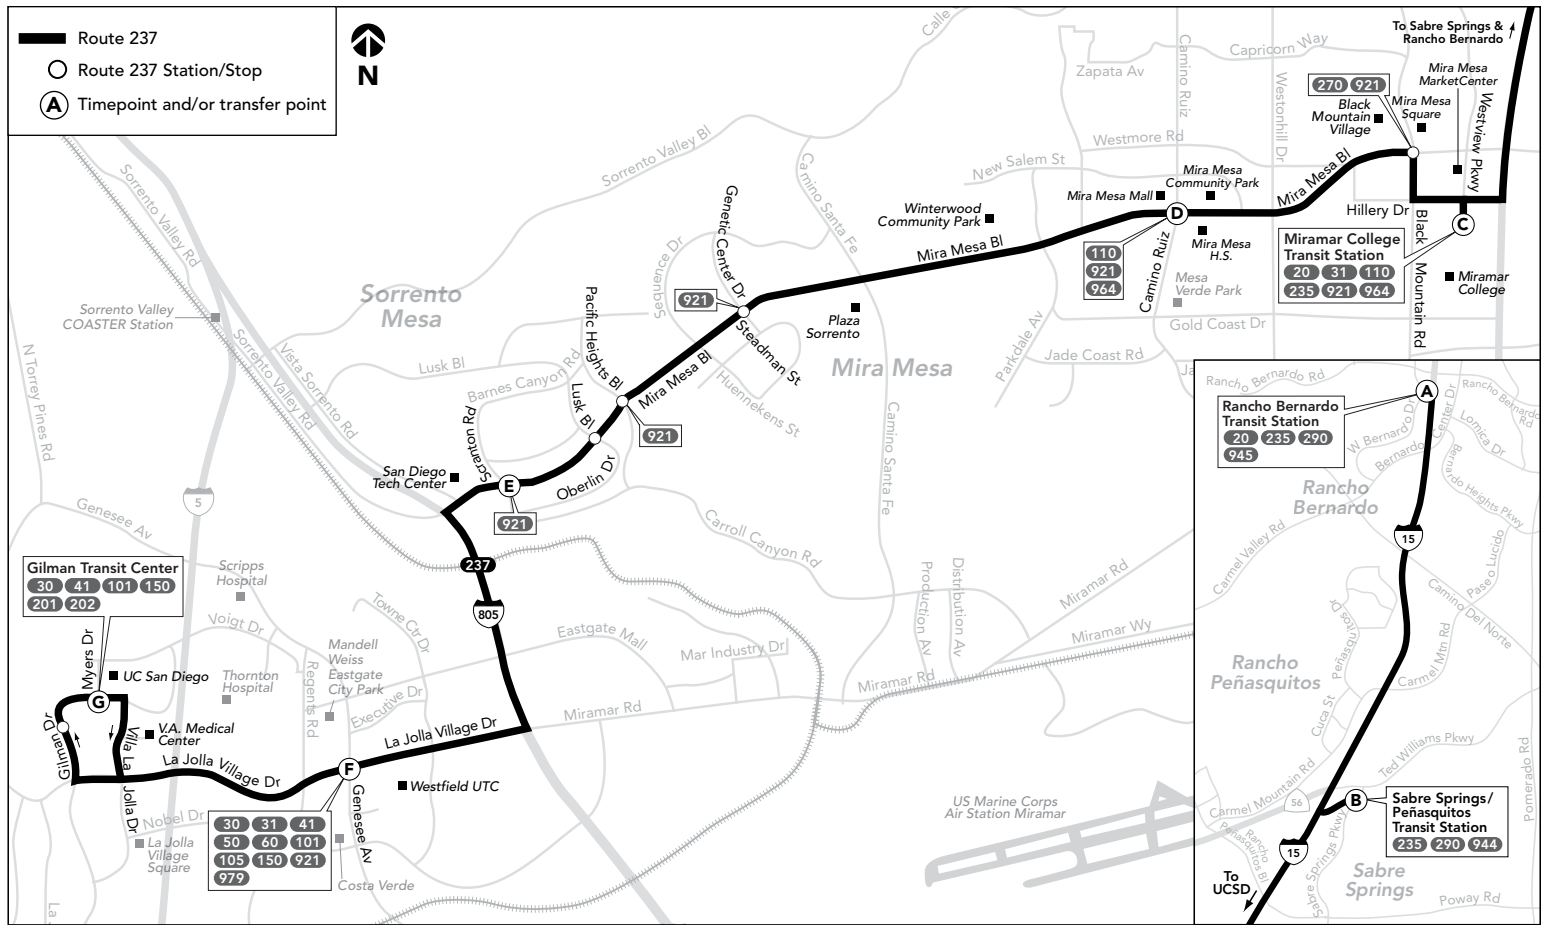 Route 237
Route 237 Station/Stop
A Timepoint and/or transfer point
N
Calle
Zapata Av
Camino Ruiz
Capricorn Way
Westonhill Dr
To Sabre Springs &
Rancho Bernardo
Mira Mesa
MarketCenter
270 921
Black
Mountain
Village
Mira Mesa
Square
Westview Pkwy
Westmore Rd
New Salem St
Mira Mesa Bl
Mira Mesa
Community Park
Mira Mesa Mall
D
Mira Mesa
H.S.
110
921
964
Camino Ruiz
Mesa
Verde Park
Gold Coast Dr
Hillery Dr
Black Mountain Rd
C
Miramar College
Transit Station
20 31 110
235 921 964
Miramar
College
Sorrento Valley Bl
Camino Santa Fe
Winterwood
Community Park
Mira Mesa Bl
Sorrento Valley Rd
Sorrento Valley
COASTER Station
Sorrento
Mesa
Sequence Dr
Genetic Center Dr
921
Steadman St
Plaza
Sorrento
Mira Mesa
Parkdale Av
Jade Coast Rd
Ja
N Torrey Pines Rd
Sorrento Valley Rd
Vista Sorrento Rd
Lusk Bl
Barnes Canyon Rd
Pacific Heights Bl
Lusk Bl
Mira Mesa Bl
Huennekens St
921
Camino Santa Fe
Scranton Rd
San Diego
Tech Center
E
Oberlin Dr
921
5
Genesee Av
Carroll Canyon Rd
237
805
Production Av
Distribution Av
Miramar Rd
Miramar Wy
Gilman Transit Center
30 41 101 150
201 202
Scripps
Hospital
Voigt Dr
Towne Ctr Dr
Eastgate Mall
Mar Industry Dr
Miramar Rd
Mandell
Weiss
Eastgate
City Park
Thornton
Hospital
Regents Rd
Executive Dr
Miramar Rd
Myers Dr
UC San Diego
G
Gilman Dr
V.A. Medical
Center
Villa La Jolla Dr
La Jolla Village Dr
F
La Jolla Village Dr
Westfield UTC
Genesee Av
Nobel Dr
La Jolla
Village
Square
30 31 41
50 60 101
105 150 921
979
Costa Verde
La
US Marine Corps
Air Station Miramar
Rancho Bernardo Rd
A
Rancho Bernardo
Transit Station
20 235 290
945
W. Bernardo Dr
Bernardo Center Dr
Rancho Bernardo Rd
Lomica Dr
Bernardo Heights Pkwy
Rancho
Bernardo
15
Carmel Valley Rd
Paseo Lucido
Camino Del Norte
Peñasquitos Dr
Rancho
Peñasquitos
Carmel Mtn Rd
Cuca St
Ted Williams Pkwy
Pomerado Rd
Carmel Mountain Rd
56
B
Sabre Springs/
Peñasquitos
Transit Station
235 290 944
Rancho Peñasquitos Bl
15
Sabre Springs Pkwy
Sabre
Springs
To
UCSD
Poway Rd